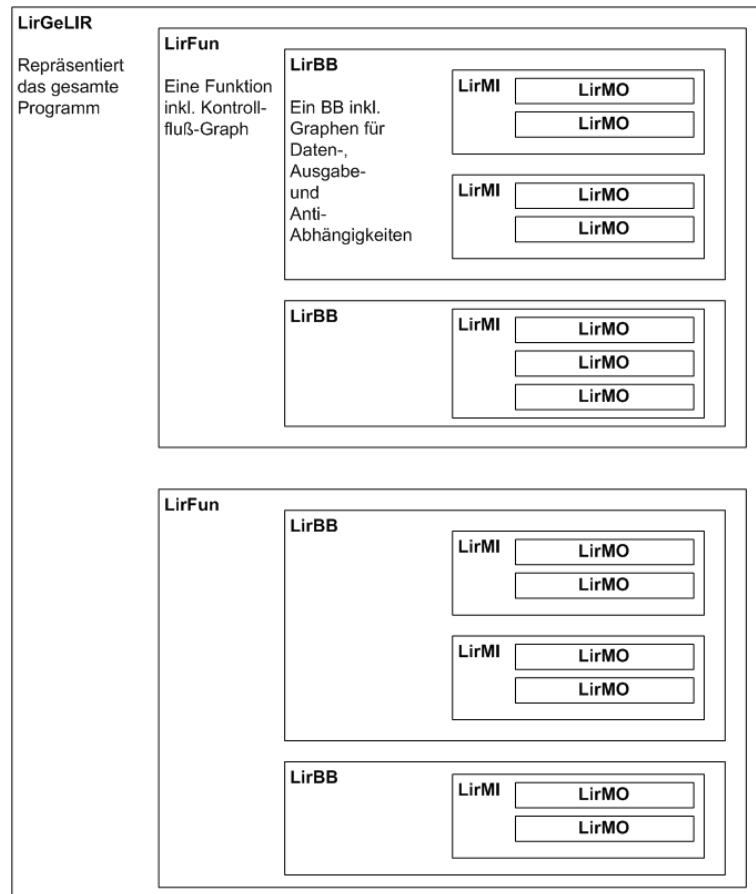 LirGeLIR
Repräsentiert
das gesamte
Programm
LirFun
Eine Funktion
inkl. Kontroll-
fluß-Graph
LirBB
Ein BB inkl.
Graphen für
Daten-,
Ausgabe-
und
Anti-
Abhängigkeiten
LirMI
LirMO
LirMO
LirMI
LirMO
LirMO
LirBB
LirMI
LirMO
LirMO
LirMO
LirFun
LirBB
LirMI
LirMO
LirMO
LirMI
LirMO
LirMO
LirBB
LirMI
LirMO
LirMO